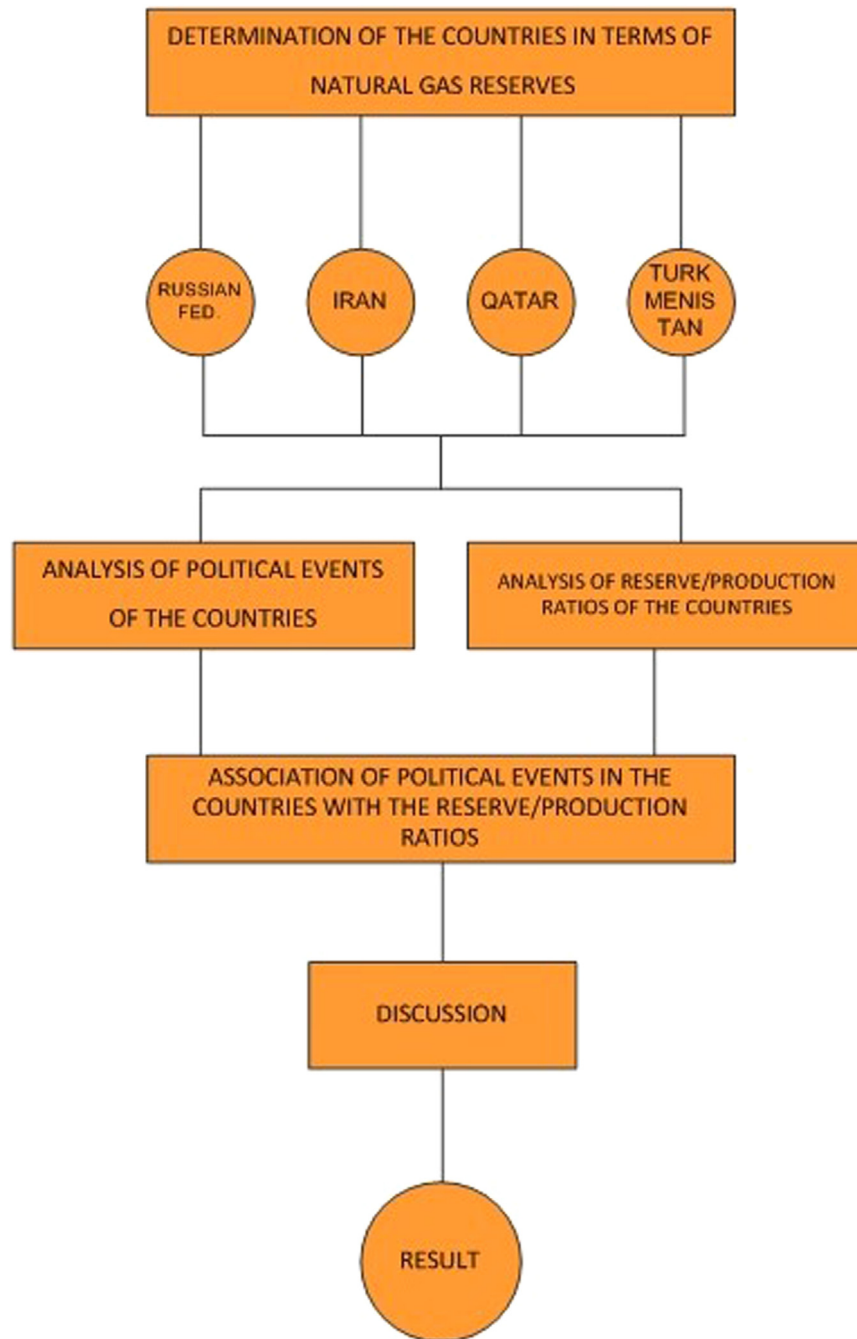 DETERMINATION OF THE COUNTRIES IN TERMS OF
NATURAL GAS RESERVES
RUSSIAN
FED.
IRAN
QATAR
TURK
MENIS
TAN
ANALYSIS OF POLITICAL EVENTS
OF THE COUNTRIES
ANALYSIS OF RESERVE/PRODUCTION
RATIOS OF THE COUNTRIES
ASSOCIATION OF POLITICAL EVENTS IN THE
COUNTRIES WITH THE RESERVE/PRODUCTION
RATIOS
DISCUSSION
RESULT